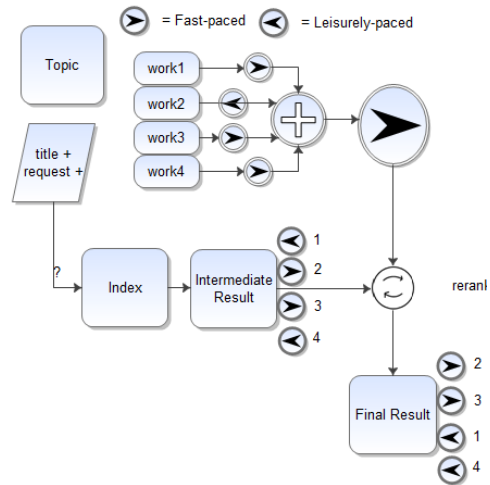 = Fast-paced
= Leisurely-paced
Topic
work1
work2
work3
work4
title +
request +
?
Index
Intermediate
Result
1
2
3
4
rerank
Final Result
2
3
1
4